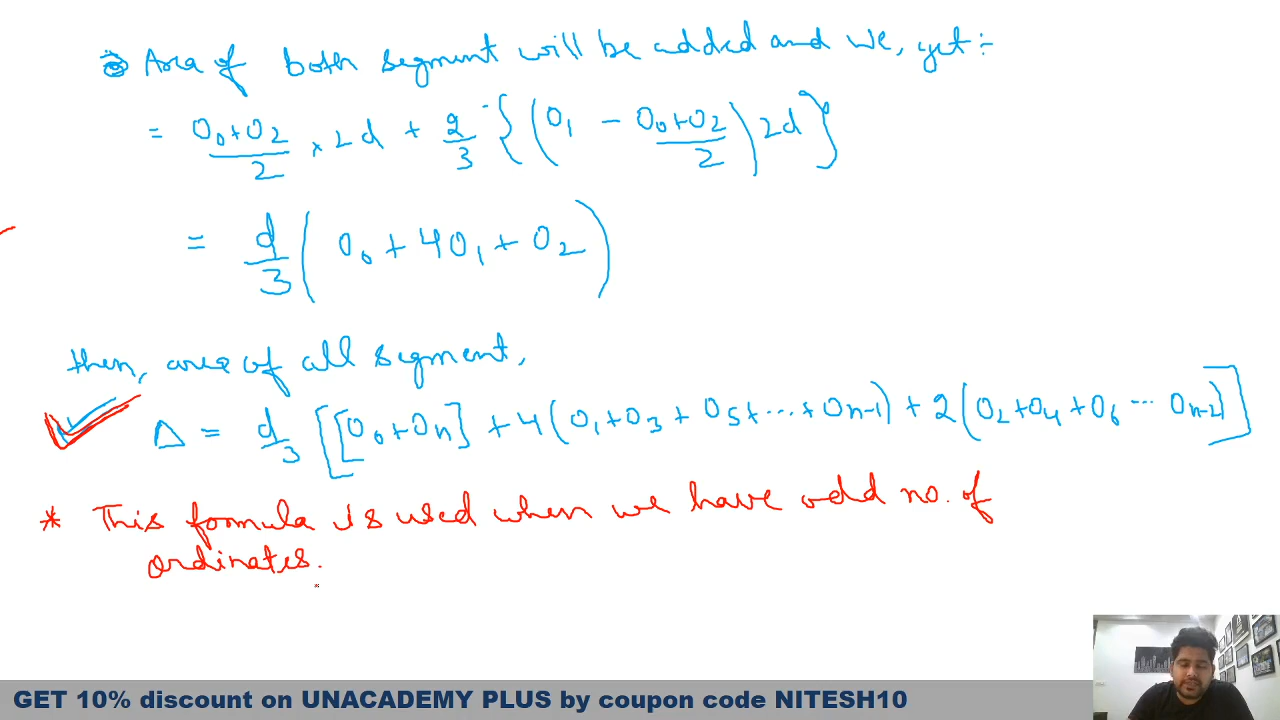 Area of both segment will be added and we, get :-
= O₀+O₂/2 × 2d + 2/3 {(O₁ - O₀+O₂/2) 2d}
= d/3 (O₀ + 4O₁ + O₂)
then, area of all segment,
Δ = d/3 [[O₀+Oₙ] + 4(O₁+O₃ + O₅+...+Oₙ₋₁) + 2(O₂+O₄+O₆ ... Oₙ₋₂)]
* This formula is used when we have odd no. of
ordinates.
GET 10% discount on UNACADEMY PLUS by coupon code NITESH10